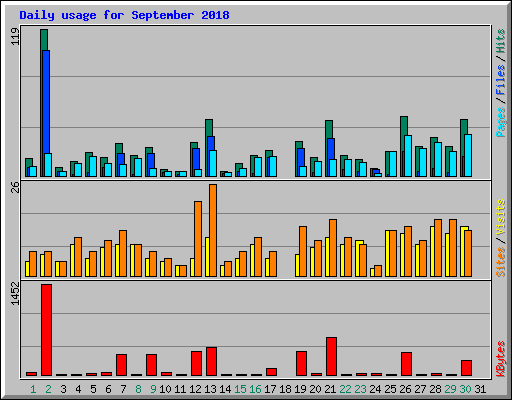 Daily usage for September 2018
119
Pages / Files / Hits
26
Sites / Visits
1452
KBytes
1 2 3 4 5 6 7 8 9 10 11 12 13 14 15 16 17 18 19 20 21 22 23 24 25 26 27 28 29 30 31